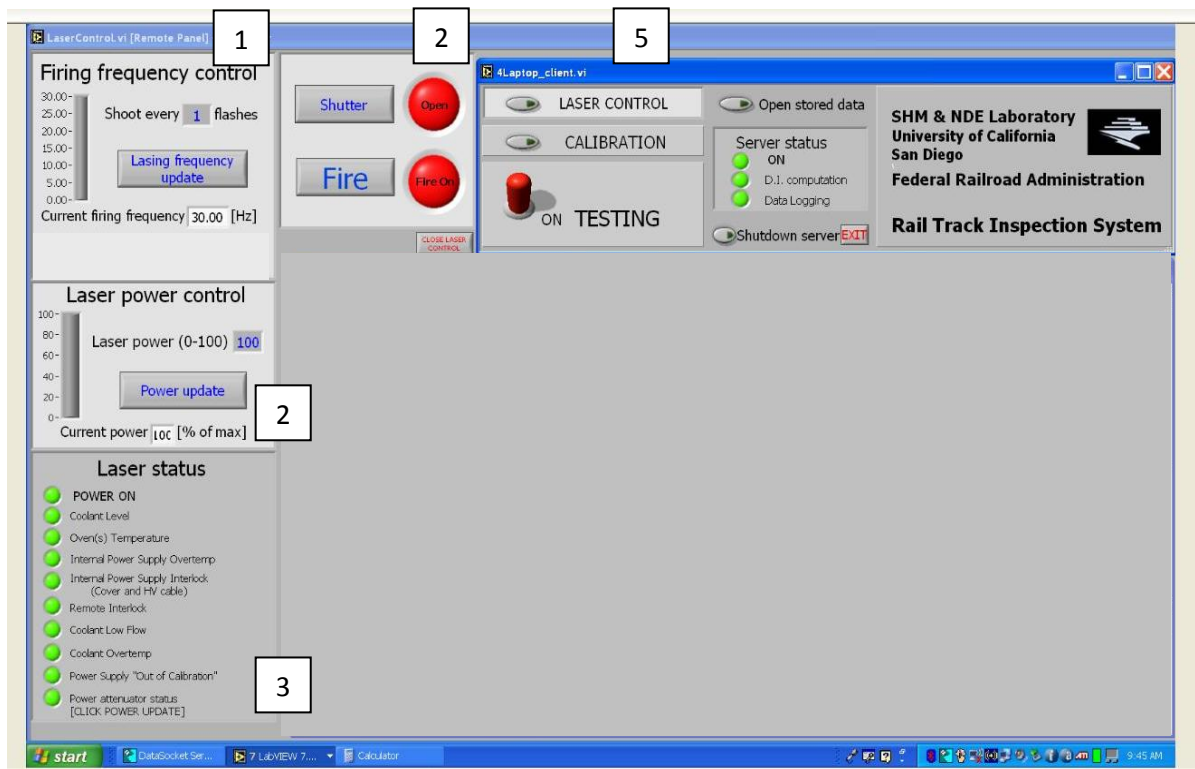 1
2
5
LaserControl.vi [Remote Panel]
Firing frequency control
30.00
25.00
20.00
15.00
10.00
5.00
0.00
Shoot every 1 flashes
Lasing frequency
update
Current firing frequency 30.00 [Hz]
Shutter
Open
Fire
Fire On
CLOSE LASER
CONTROL
4Laptop_client.vi
LASER CONTROL
CALIBRATION
ON TESTING
Open stored data
Server status
ON
D.I. computation
Data Logging
Shutdown server EXIT
SHM & NDE Laboratory
University of California
San Diego
Federal Railroad Administration
Rail Track Inspection System
Laser power control
100
80
60
40
20
0
Laser power (0-100) 100
Power update
2
Current power 100 [% of max]
Laser status
POWER ON
Coolant Level
Oven(s) Temperature
Internal Power Supply Overtemp
Internal Power Supply Interlock
(Cover and HV cable)
Remote Interlock
Coolant Low Flow
Coolant Overtemp
Power Supply "Out of Calibration"
Power attenuator status
[CLICK POWER UPDATE]
3
start
DataSocket Ser...
7 LabVIEW 7....
Calculator
9:45 AM